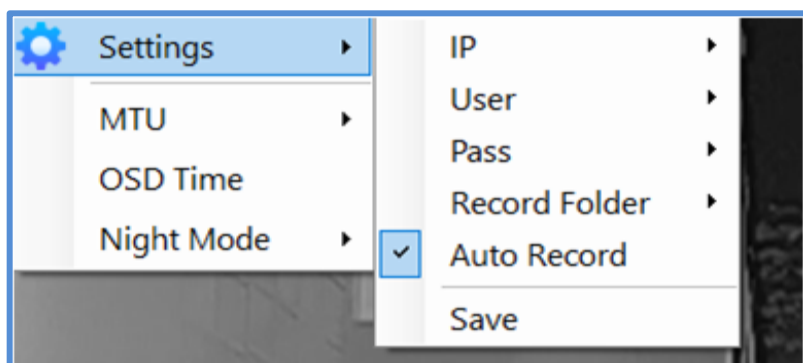 Settings
MTU
OSD Time
Night Mode
IP
User
Pass
Record Folder
Auto Record
Save